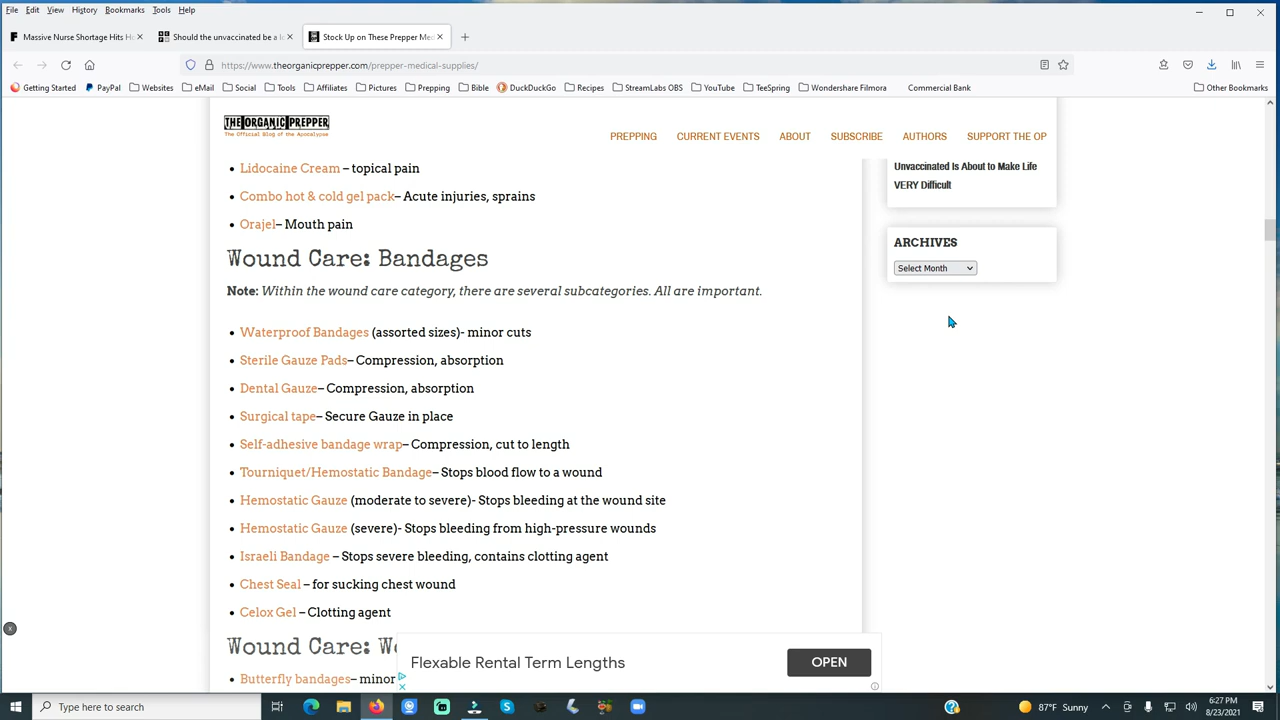 File Edit View History Bookmarks Tools Help
Massive Nurse Shortage Hits Ho
Should the unvaccinated be a l
Stock Up on These Prepper Med
https://www.theorganicprepper.com/prepper-medical-supplies/
Getting Started PayPal Websites eMail Social Tools Affiliates Pictures Prepping Bible DuckDuckGo Recipes StreamLabs OBS YouTube TeeSpring Wondershare Filmora Commercial Bank Other Bookmarks
THE ORGANIC PREPPER
The Official Blog of the Apocalypse
PREPPING CURRENT EVENTS ABOUT SUBSCRIBE AUTHORS SUPPORT THE OP
Lidocaine Cream – topical pain
Combo hot & cold gel pack– Acute injuries, sprains
Orajel– Mouth pain
Wound Care: Bandages
Note: Within the wound care category, there are several subcategories. All are important.
Waterproof Bandages (assorted sizes)- minor cuts
Sterile Gauze Pads– Compression, absorption
Dental Gauze– Compression, absorption
Surgical tape– Secure Gauze in place
Self-adhesive bandage wrap– Compression, cut to length
Tourniquet/Hemostatic Bandage– Stops blood flow to a wound
Hemostatic Gauze (moderate to severe)- Stops bleeding at the wound site
Hemostatic Gauze (severe)- Stops bleeding from high-pressure wounds
Israeli Bandage – Stops severe bleeding, contains clotting agent
Chest Seal – for sucking chest wound
Celox Gel – Clotting agent
Wound Care: Wo
Butterfly bandages– minor
Unvaccinated Is About to Make Life
VERY Difficult
ARCHIVES
Select Month
Flexable Rental Term Lengths
OPEN
Type here to search
87°F Sunny
6:27 PM
8/23/2021